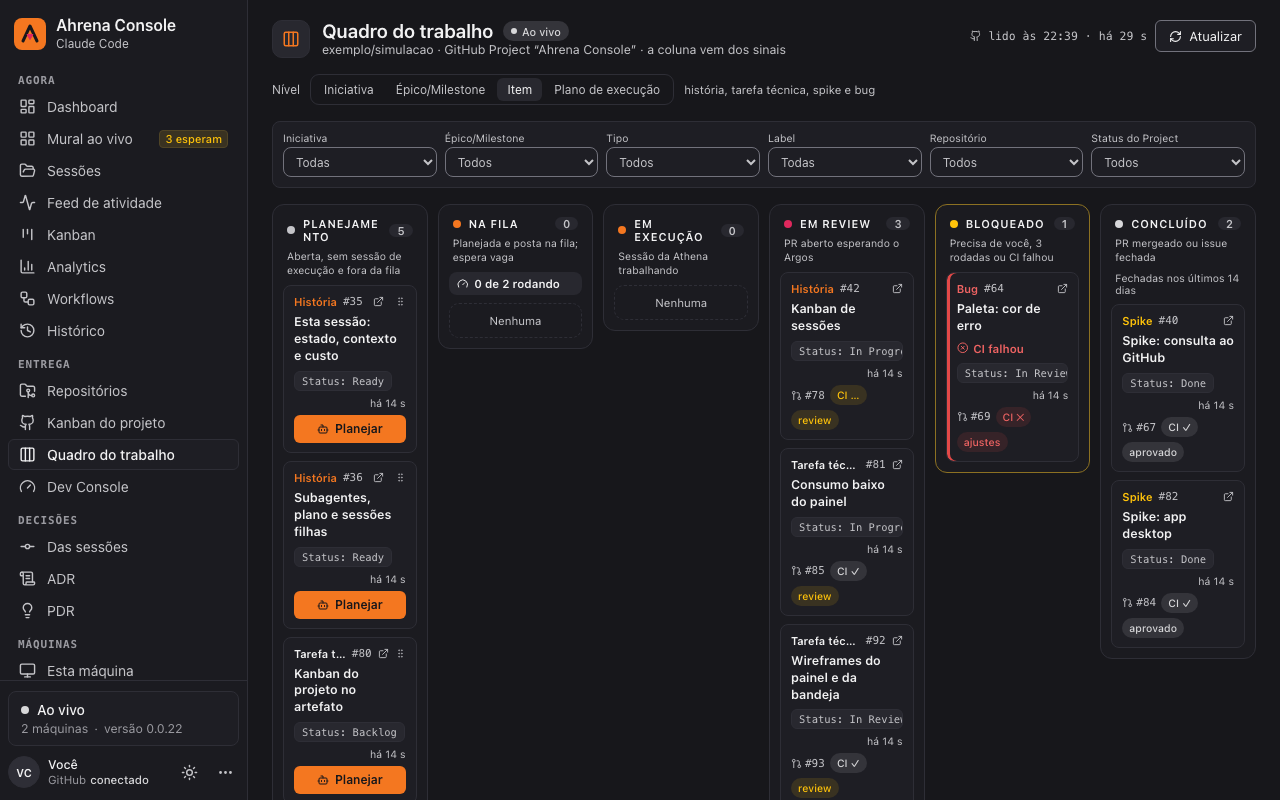 Ahrena Console
Claude Code
AGORA
Dashboard
Mural ao vivo
3 esperam
Sessões
Feed de atividade
Kanban
Analytics
Workflows
Histórico
ENTREGA
Repositórios
Kanban do projeto
Quadro do trabalho
Dev Console
DECISÕES
Das sessões
ADR
PDR
MÁQUINAS
Esta máquina
Ao vivo
2 máquinas · versão 0.0.22
VC
Você
GitHub conectado
Quadro do trabalho
Ao vivo
exemplo/simulacao · GitHub Project “Ahrena Console” · a coluna vem dos sinais
lido às 22:39 · há 29 s
Atualizar
Nível
Iniciativa
Épico/Milestone
Item
Plano de execução
história, tarefa técnica, spike e bug
Iniciativa
Todas
Épico/Milestone
Todos
Tipo
Todos
Label
Todas
Repositório
Todos
Status do Project
Todos
PLANEJAME
NTO
5
Aberta, sem sessão de
execução e fora da fila
História #35
Esta sessão:
estado, contexto
e custo
Status: Ready
há 14 s
Planejar
História #36
Subagentes,
plano e sessões
filhas
Status: Ready
há 14 s
Planejar
Tarefa t... #80
Kanban do
projeto no
artefato
Status: Backlog
há 14 s
Planejar
NA FILA
0
Planejada e posta na fila;
espera vaga
0 de 2 rodando
Nenhuma
EM
EXECUÇÃO
0
Sessão da Athena
trabalhando
Nenhuma
EM REVIEW
3
PR aberto esperando o
Argos
História #42
Kanban de
sessões
Status: In Progre
há 14 s
#78 CI ...
review
Tarefa téc... #81
Consumo baixo
do painel
Status: In Progre
há 14 s
#85 CI ✓
review
Tarefa téc... #92
Wireframes do
painel e da
bandeja
Status: In Review
há 14 s
#93 CI ✓
review
BLOQUEADO
1
Precisa de você, 3
rodadas ou CI falhou
Bug #64
Paleta: cor de
erro
CI falhou
Status: In Review
há 14 s
#69 CI ✕
ajustes
CONCLUÍDO
2
PR mergeado ou issue
fechada
Fechadas nos últimos 14
dias
Spike #40
Spike: consulta ao
GitHub
Status: Done
há 14 s
#67 CI ✓
aprovado
Spike #82
Spike: app
desktop
Status: Done
há 14 s
#84 CI ✓
aprovado